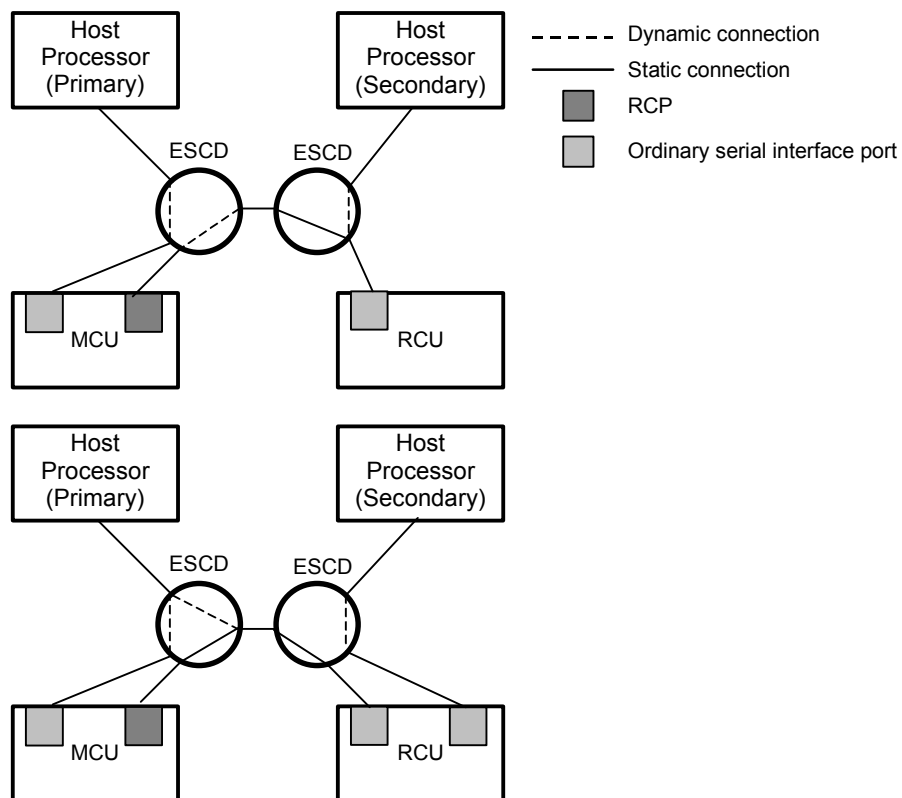 Host
Processor
(Primary)
Host
Processor
(Secondary)
Dynamic connection
Static connection
RCP
Ordinary serial interface port
ESCD
ESCD
MCU
RCU
Host
Processor
(Primary)
Host
Processor
(Secondary)
ESCD
ESCD
MCU
RCU